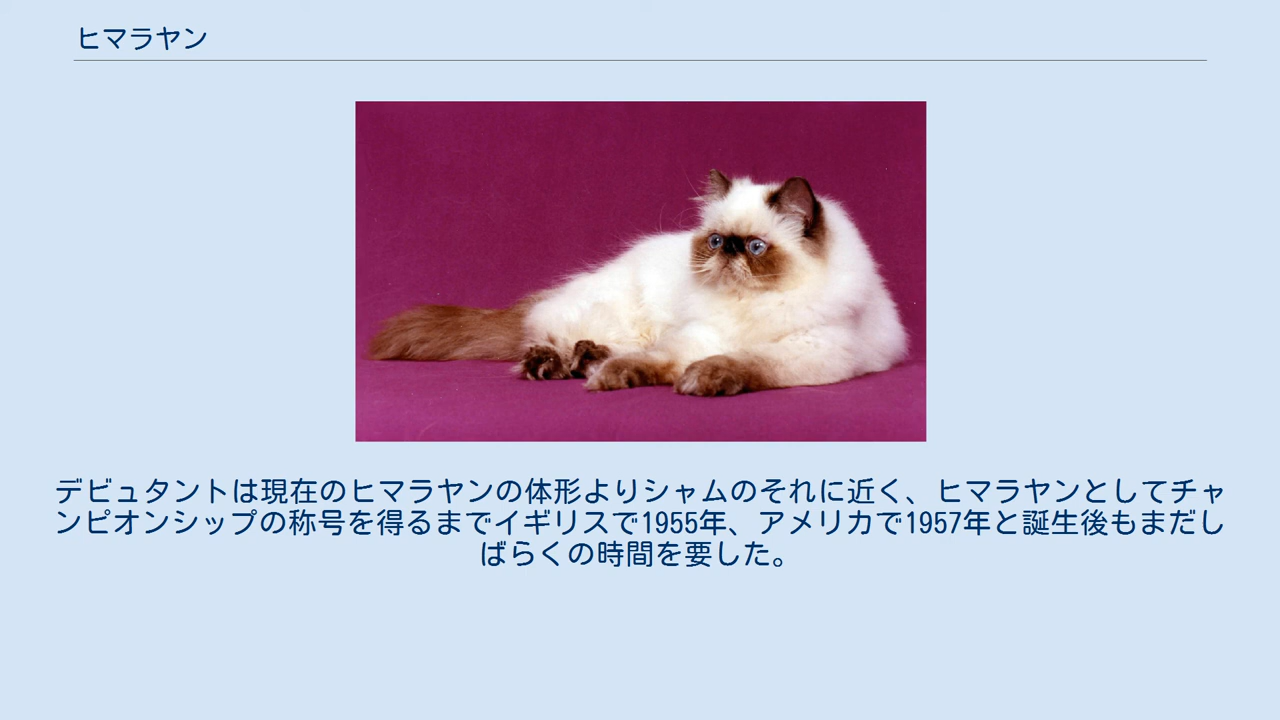 ヒマラヤン
デビュタントは現在のヒマラヤンの体形よりシャムのそれに近く、ヒマラヤンとしてチャ
ンピオンシップの称号を得るまでイギリスで1955年、アメリカで1957年と誕生後もまだし
ばらくの時間を要した。